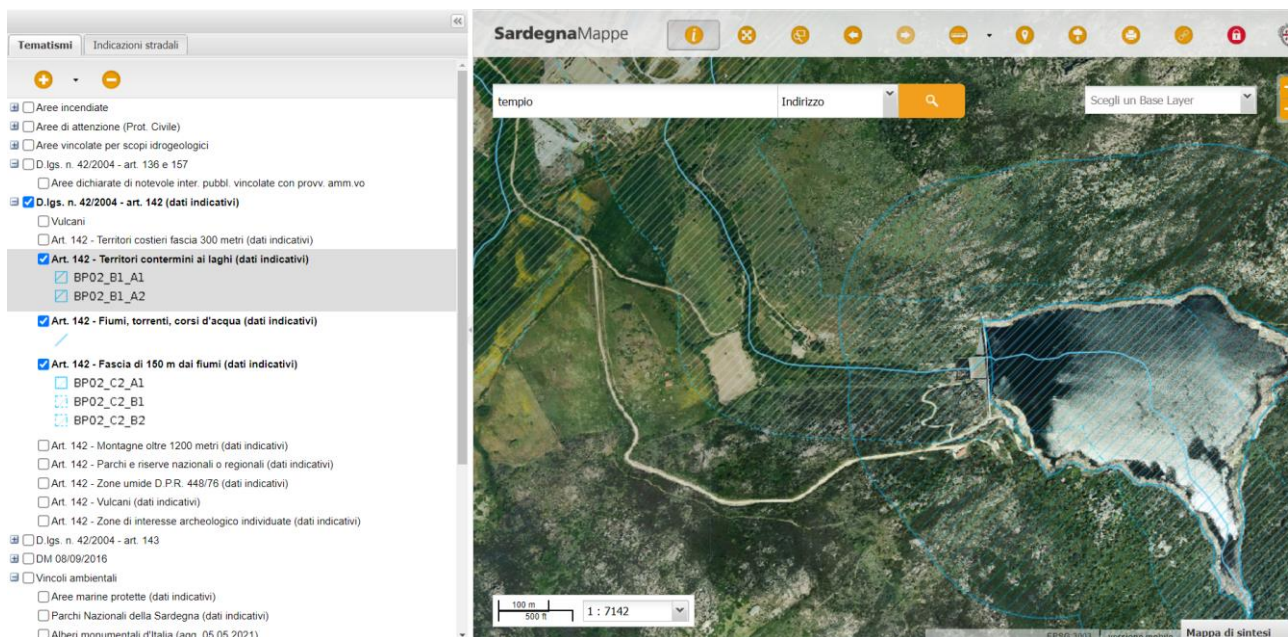 Tematismi
Indicazioni stradali
Aree incendiate
Aree di attenzione (Prot. Civile)
Aree vincolate per scopi idrogeologici
D.lgs. n. 42/2004 - art. 136 e 157
Aree dichiarate di notevole inter. pubbl. vincolate con provv. amm.vo
D.lgs. n. 42/2004 - art. 142 (dati indicativi)
Vulcani
Art. 142 - Territori costieri fascia 300 metri (dati indicativi)
Art. 142 - Territori contermini ai laghi (dati indicativi)
BP02_B1_A1
BP02_B1_A2
Art. 142 - Fiumi, torrenti, corsi d'acqua (dati indicativi)
Art. 142 - Fascia di 150 m dai fiumi (dati indicativi)
BP02_C2_A1
BP02_C2_B1
BP02_C2_B2
Art. 142 - Montagne oltre 1200 metri (dati indicativi)
Art. 142 - Parchi e riserve nazionali o regionali (dati indicativi)
Art. 142 - Zone umide D.P.R. 448/76 (dati indicativi)
Art. 142 - Vulcani (dati indicativi)
Art. 142 - Zone di interesse archeologico individuate (dati indicativi)
D.lgs. n. 42/2004 - art. 143
DM 08/09/2016
Vincoli ambientali
Aree marine protette (dati indicativi)
Parchi Nazionali della Sardegna (dati indicativi)
Alberi monumentali d'Italia (agg. 05.05.2021)
SardegnaMappe
tempio
Indirizzo
Scegli un Base Layer
100 m
500 ft
1 : 7142
Mappa di sintesi